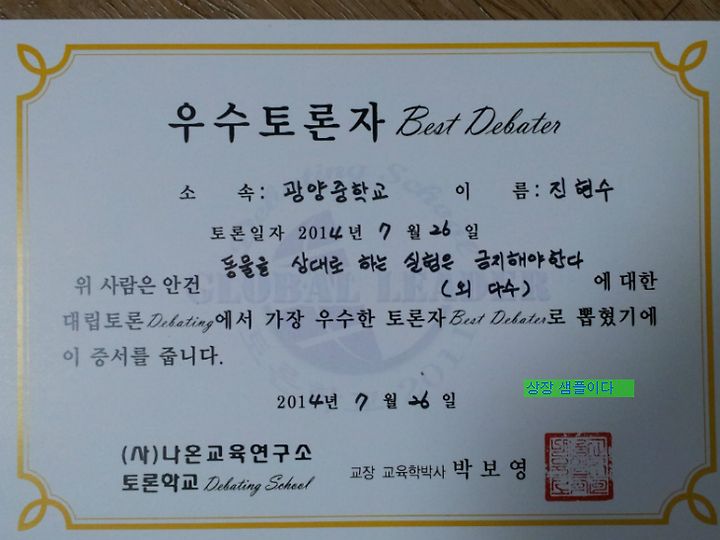 우수토론자 Best Debater
소 속: 광양중학교 이 름: 진현수
토론일자 2014년 7월 26일
동물을 상대로 하는 실험은 금지해야한다
위 사람은 안건 (외 다수) 에 대한
대립토론Debating에서 가장 우수한 토론자Best Debater로 뽑혔기에
이 증서를 줍니다.
상장 샘플이다
2014년 7월 26일
(사)나온교육연구소
토론학교 Debating School
교장 교육학박사 박보영
GLOBAL LEADER